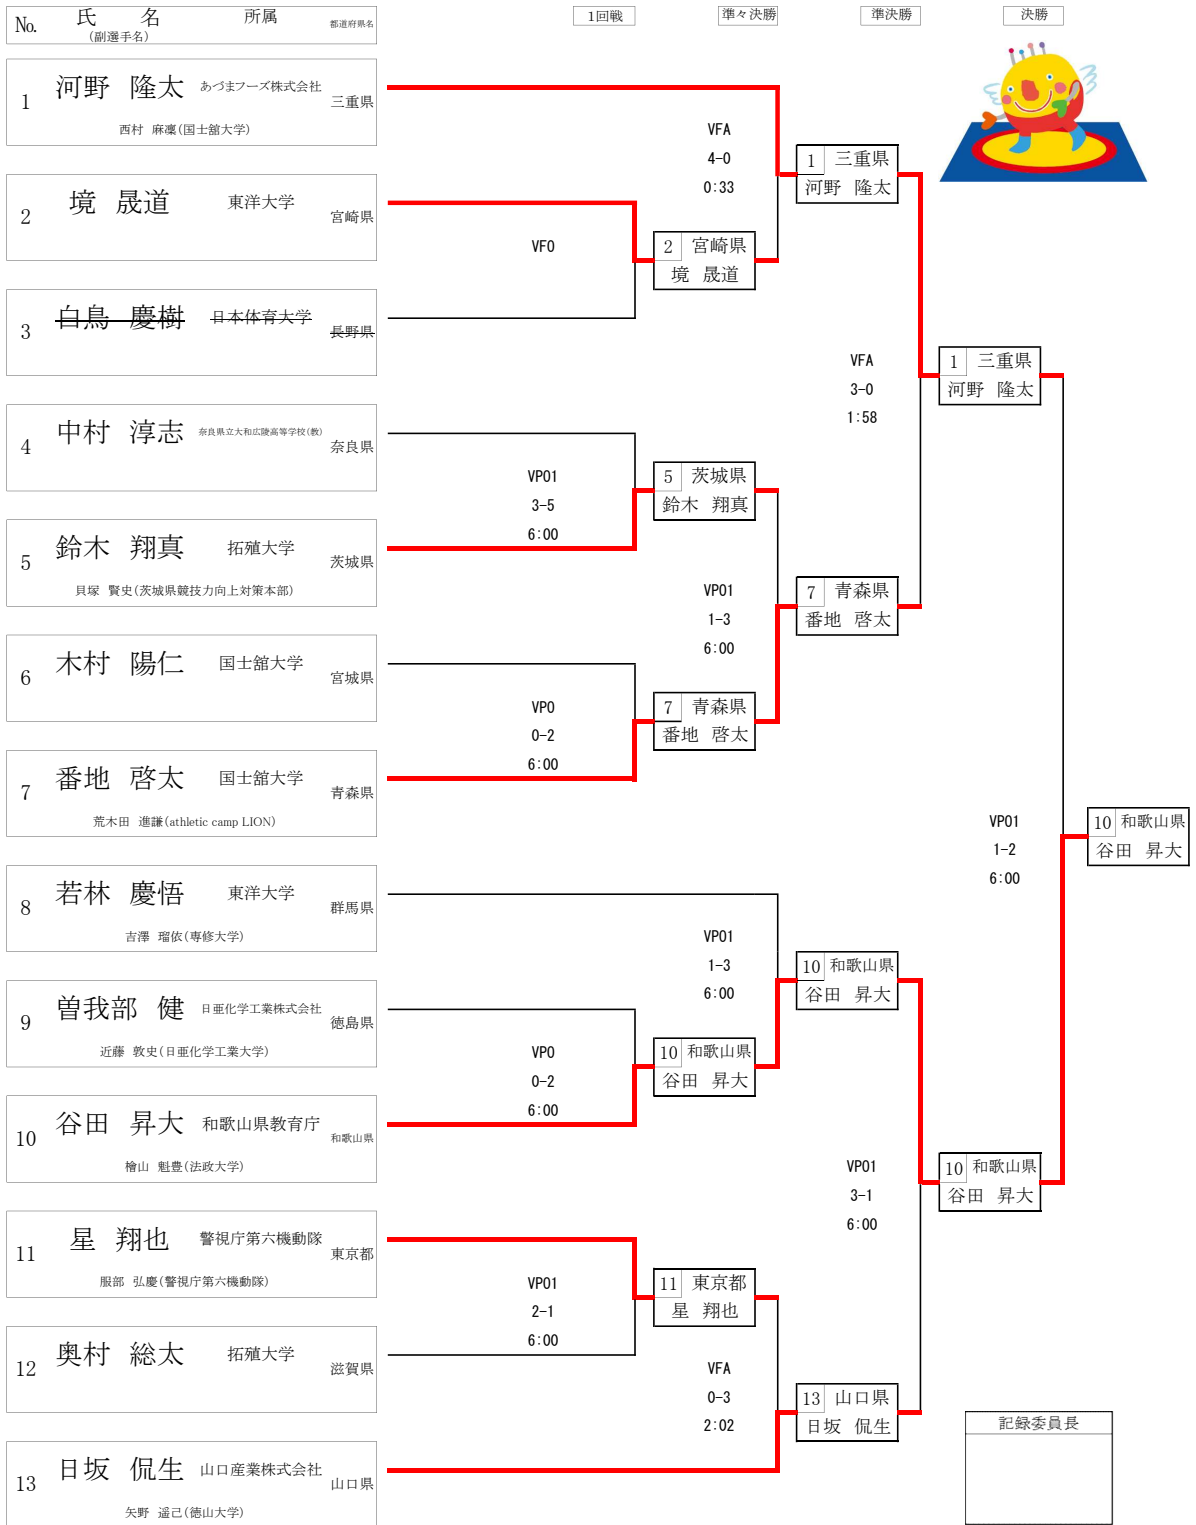 No. 氏 名 所属 都道府県名
(副選手名)
1回戦 準々決勝 準決勝 決勝
1 河野 隆太 あづまフーズ株式会社 三重県
西村 麻凜(国士舘大学)
2 境 晟道 東洋大学 宮崎県
3 白鳥 慶樹 日本体育大学 長野県
4 中村 淳志 奈良県立大和広陵高等学校(教) 奈良県
5 鈴木 翔真 拓殖大学 茨城県
貝塚 賢史(茨城県競技力向上対策本部)
6 木村 陽仁 国士舘大学 宮城県
7 番地 啓太 国士舘大学 青森県
荒木田 進謙(athletic camp LION)
8 若林 慶悟 東洋大学 群馬県
吉澤 瑠依(専修大学)
9 曽我部 健 日亜化学工業株式会社 徳島県
近藤 敦史(日亜化学工業大学)
10 谷田 昇大 和歌山県教育庁 和歌山県
檜山 魁豊(法政大学)
11 星 翔也 警視庁第六機動隊 東京都
服部 弘慶(警視庁第六機動隊)
12 奥村 総太 拓殖大学 滋賀県
13 日坂 侃生 山口産業株式会社 山口県
矢野 遥己(徳山大学)
VFO
2 宮崎県
境 晟道
VPO1
3-5
6:00
5 茨城県
鈴木 翔真
VPO
0-2
6:00
7 青森県
番地 啓太
VPO
0-2
6:00
10 和歌山県
谷田 昇大
VPO1
2-1
6:00
11 東京都
星 翔也
VFA
4-0
0:33
1 三重県
河野 隆太
VPO1
1-3
6:00
7 青森県
番地 啓太
VPO1
1-3
6:00
10 和歌山県
谷田 昇大
VFA
0-3
2:02
13 山口県
日坂 侃生
VFA
3-0
1:58
1 三重県
河野 隆太
VPO1
3-1
6:00
10 和歌山県
谷田 昇大
VPO1
1-2
6:00
10 和歌山県
谷田 昇大
記録委員長